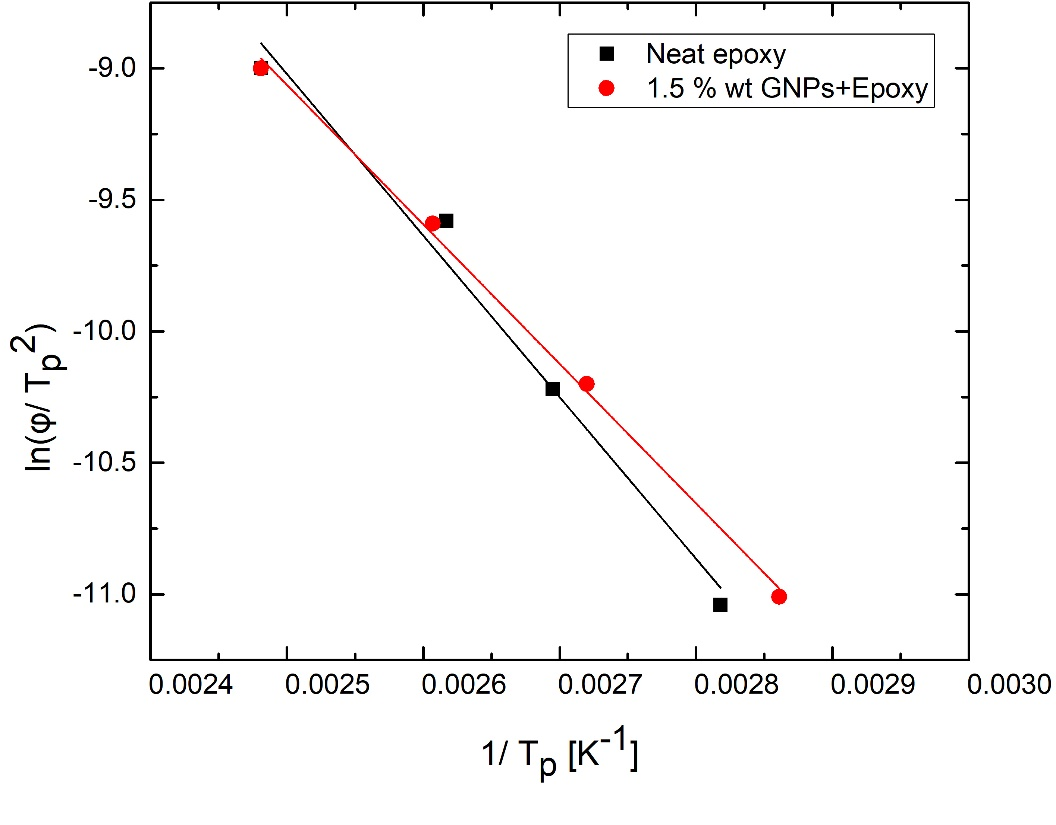 Neat epoxy
1.5 % wt GNPs+Epoxy
-9.0
-9.5
-10.0
-10.5
-11.0
ln(φ/ Tp2)
0.0024 0.0025 0.0026 0.0027 0.0028 0.0029 0.0030
1/ Tp [K-1]